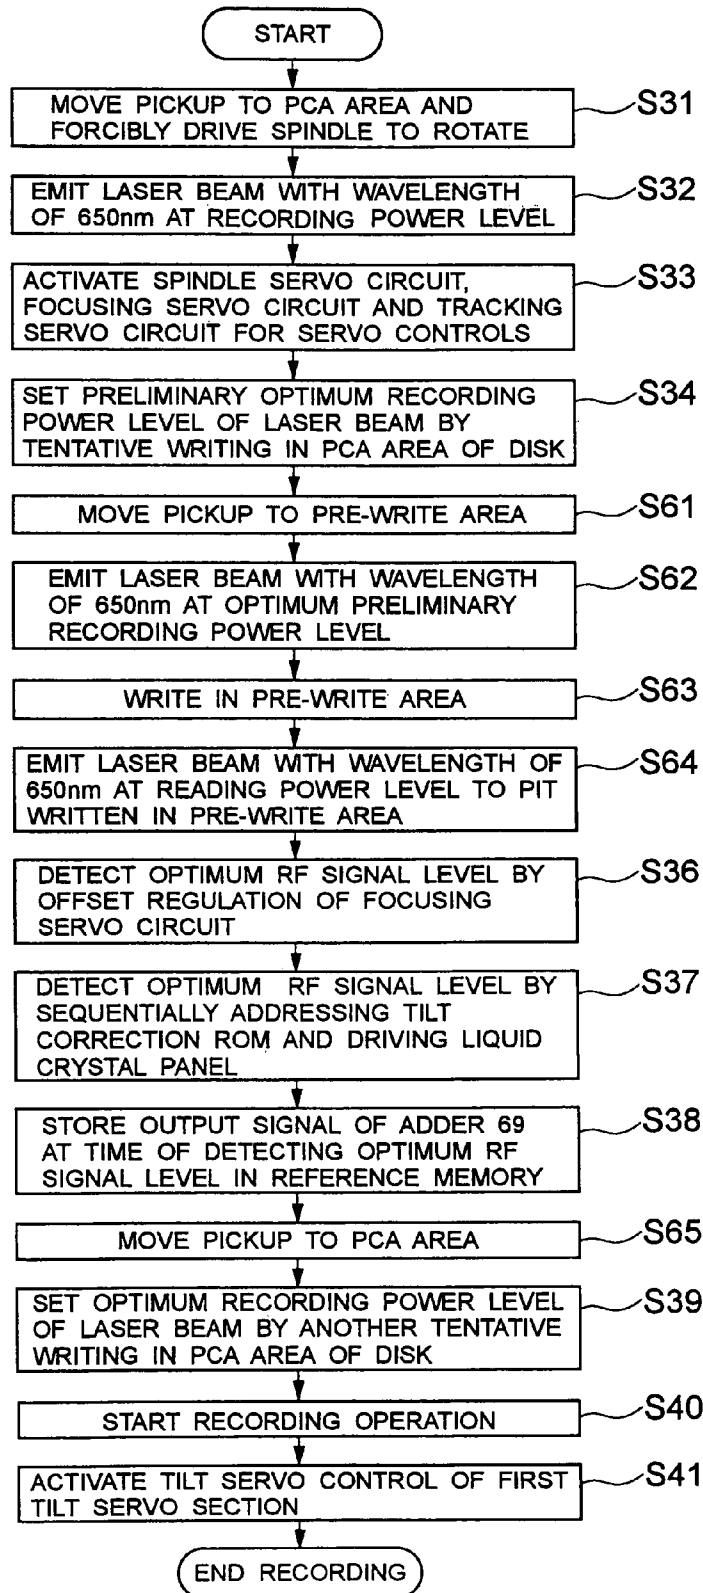 START
MOVE PICKUP TO PCA AREA AND
FORCIBLY DRIVE SPINDLE TO ROTATE
S31
EMIT LASER BEAM WITH WAVELENGTH
OF 650nm AT RECORDING POWER LEVEL
S32
ACTIVATE SPINDLE SERVO CIRCUIT,
FOCUSING SERVO CIRCUIT AND TRACKING
SERVO CIRCUIT FOR SERVO CONTROLS
S33
SET PRELIMINARY OPTIMUM RECORDING
POWER LEVEL OF LASER BEAM BY
TENTATIVE WRITING IN PCA AREA OF DISK
S34
MOVE PICKUP TO PRE-WRITE AREA
S61
EMIT LASER BEAM WITH WAVELENGTH
OF 650nm AT OPTIMUM PRELIMINARY
RECORDING POWER LEVEL
S62
WRITE IN PRE-WRITE AREA
S63
EMIT LASER BEAM WITH WAVELENGTH OF
650nm AT READING POWER LEVEL TO PIT
WRITTEN IN PRE-WRITE AREA
S64
DETECT OPTIMUM RF SIGNAL LEVEL BY
OFFSET REGULATION OF FOCUSING
SERVO CIRCUIT
S36
DETECT OPTIMUM RF SIGNAL LEVEL BY
SEQUENTIALLY ADDRESSING TILT
CORRECTION ROM AND DRIVING LIQUID
CRYSTAL PANEL
S37
STORE OUTPUT SIGNAL OF ADDER 69
AT TIME OF DETECTING OPTIMUM RF
SIGNAL LEVEL IN REFERENCE MEMORY
S38
MOVE PICKUP TO PCA AREA
S65
SET OPTIMUM RECORDING POWER LEVEL
OF LASER BEAM BY ANOTHER TENTATIVE
WRITING IN PCA AREA OF DISK
S39
START RECORDING OPERATION
S40
ACTIVATE TILT SERVO CONTROL OF FIRST
TILT SERVO SECTION
S41
END RECORDING